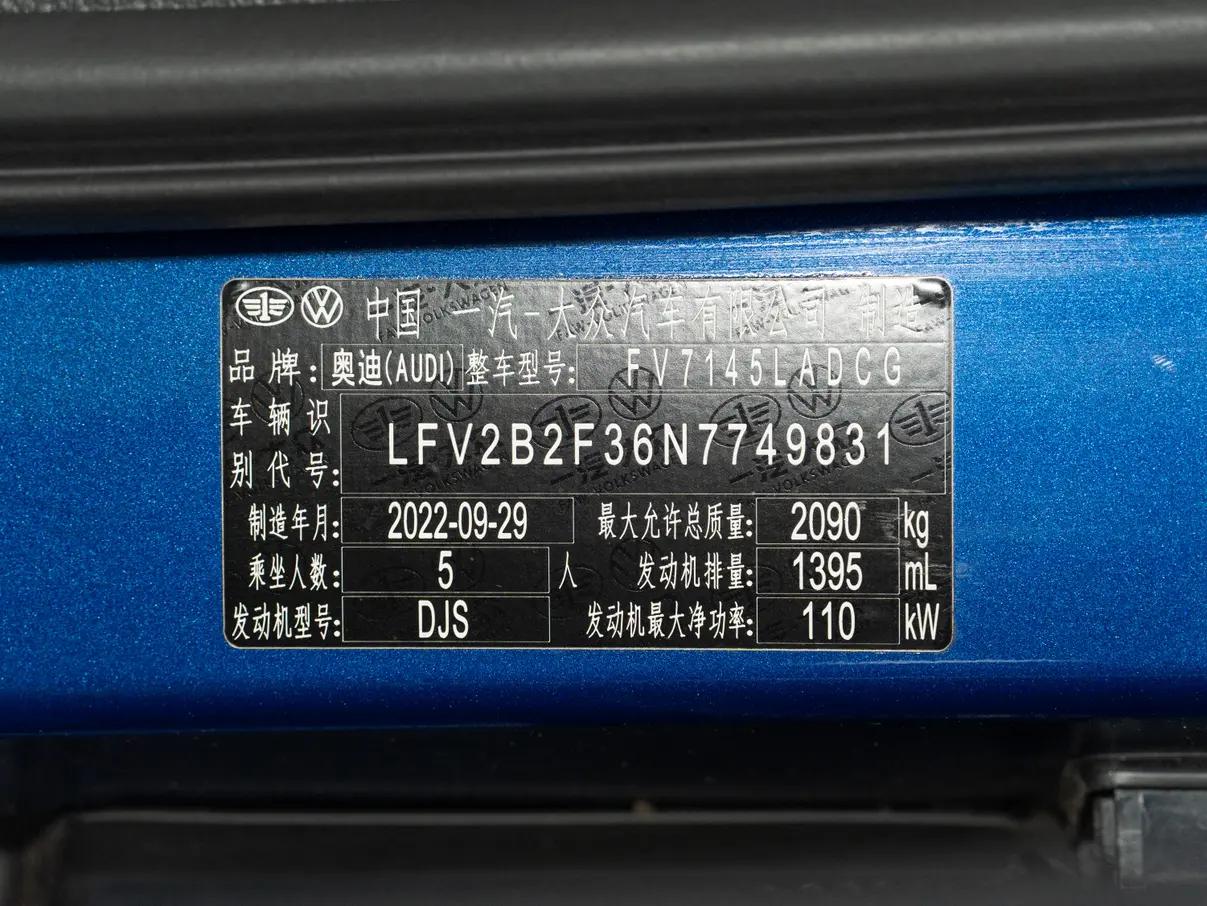 中国 一汽-大众汽车有限公司 制造
品牌: 奥迪(AUDI) 整车型号: FV7145LADCG
车辆识别代号: LFV2B2F36N7749831
制造年月: 2022-09-29 最大允许总质量: 2090 kg
乘坐人数: 5 人 发动机排量: 1395 mL
发动机型号: DJS 发动机最大净功率: 110 kW